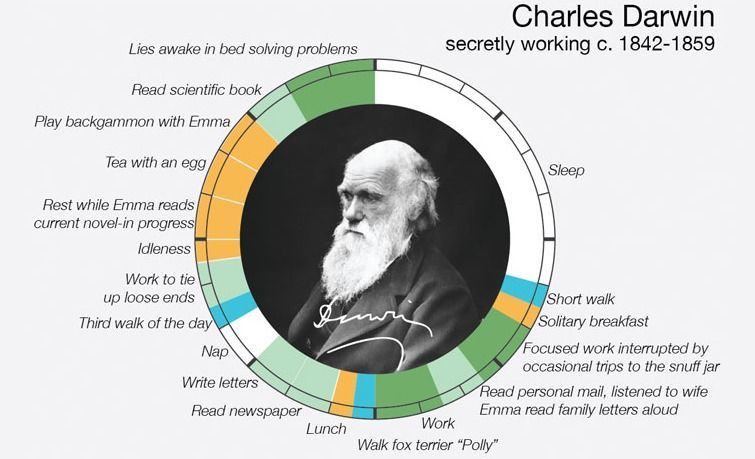 Charles Darwin
secretly working c. 1842-1859
Lies awake in bed solving problems
Read scientific book
Play backgammon with Emma
Tea with an egg
Rest while Emma reads
current novel-in progress
Idleness
Work to tie
up loose ends
Third walk of the day
Nap
Write letters
Read newspaper
Lunch
Walk fox terrier “Polly”
Work
Read personal mail, listened to wife
Emma read family letters aloud
Focused work interrupted by
occasional trips to the snuff jar
Solitary breakfast
Short walk
Sleep
Darwin